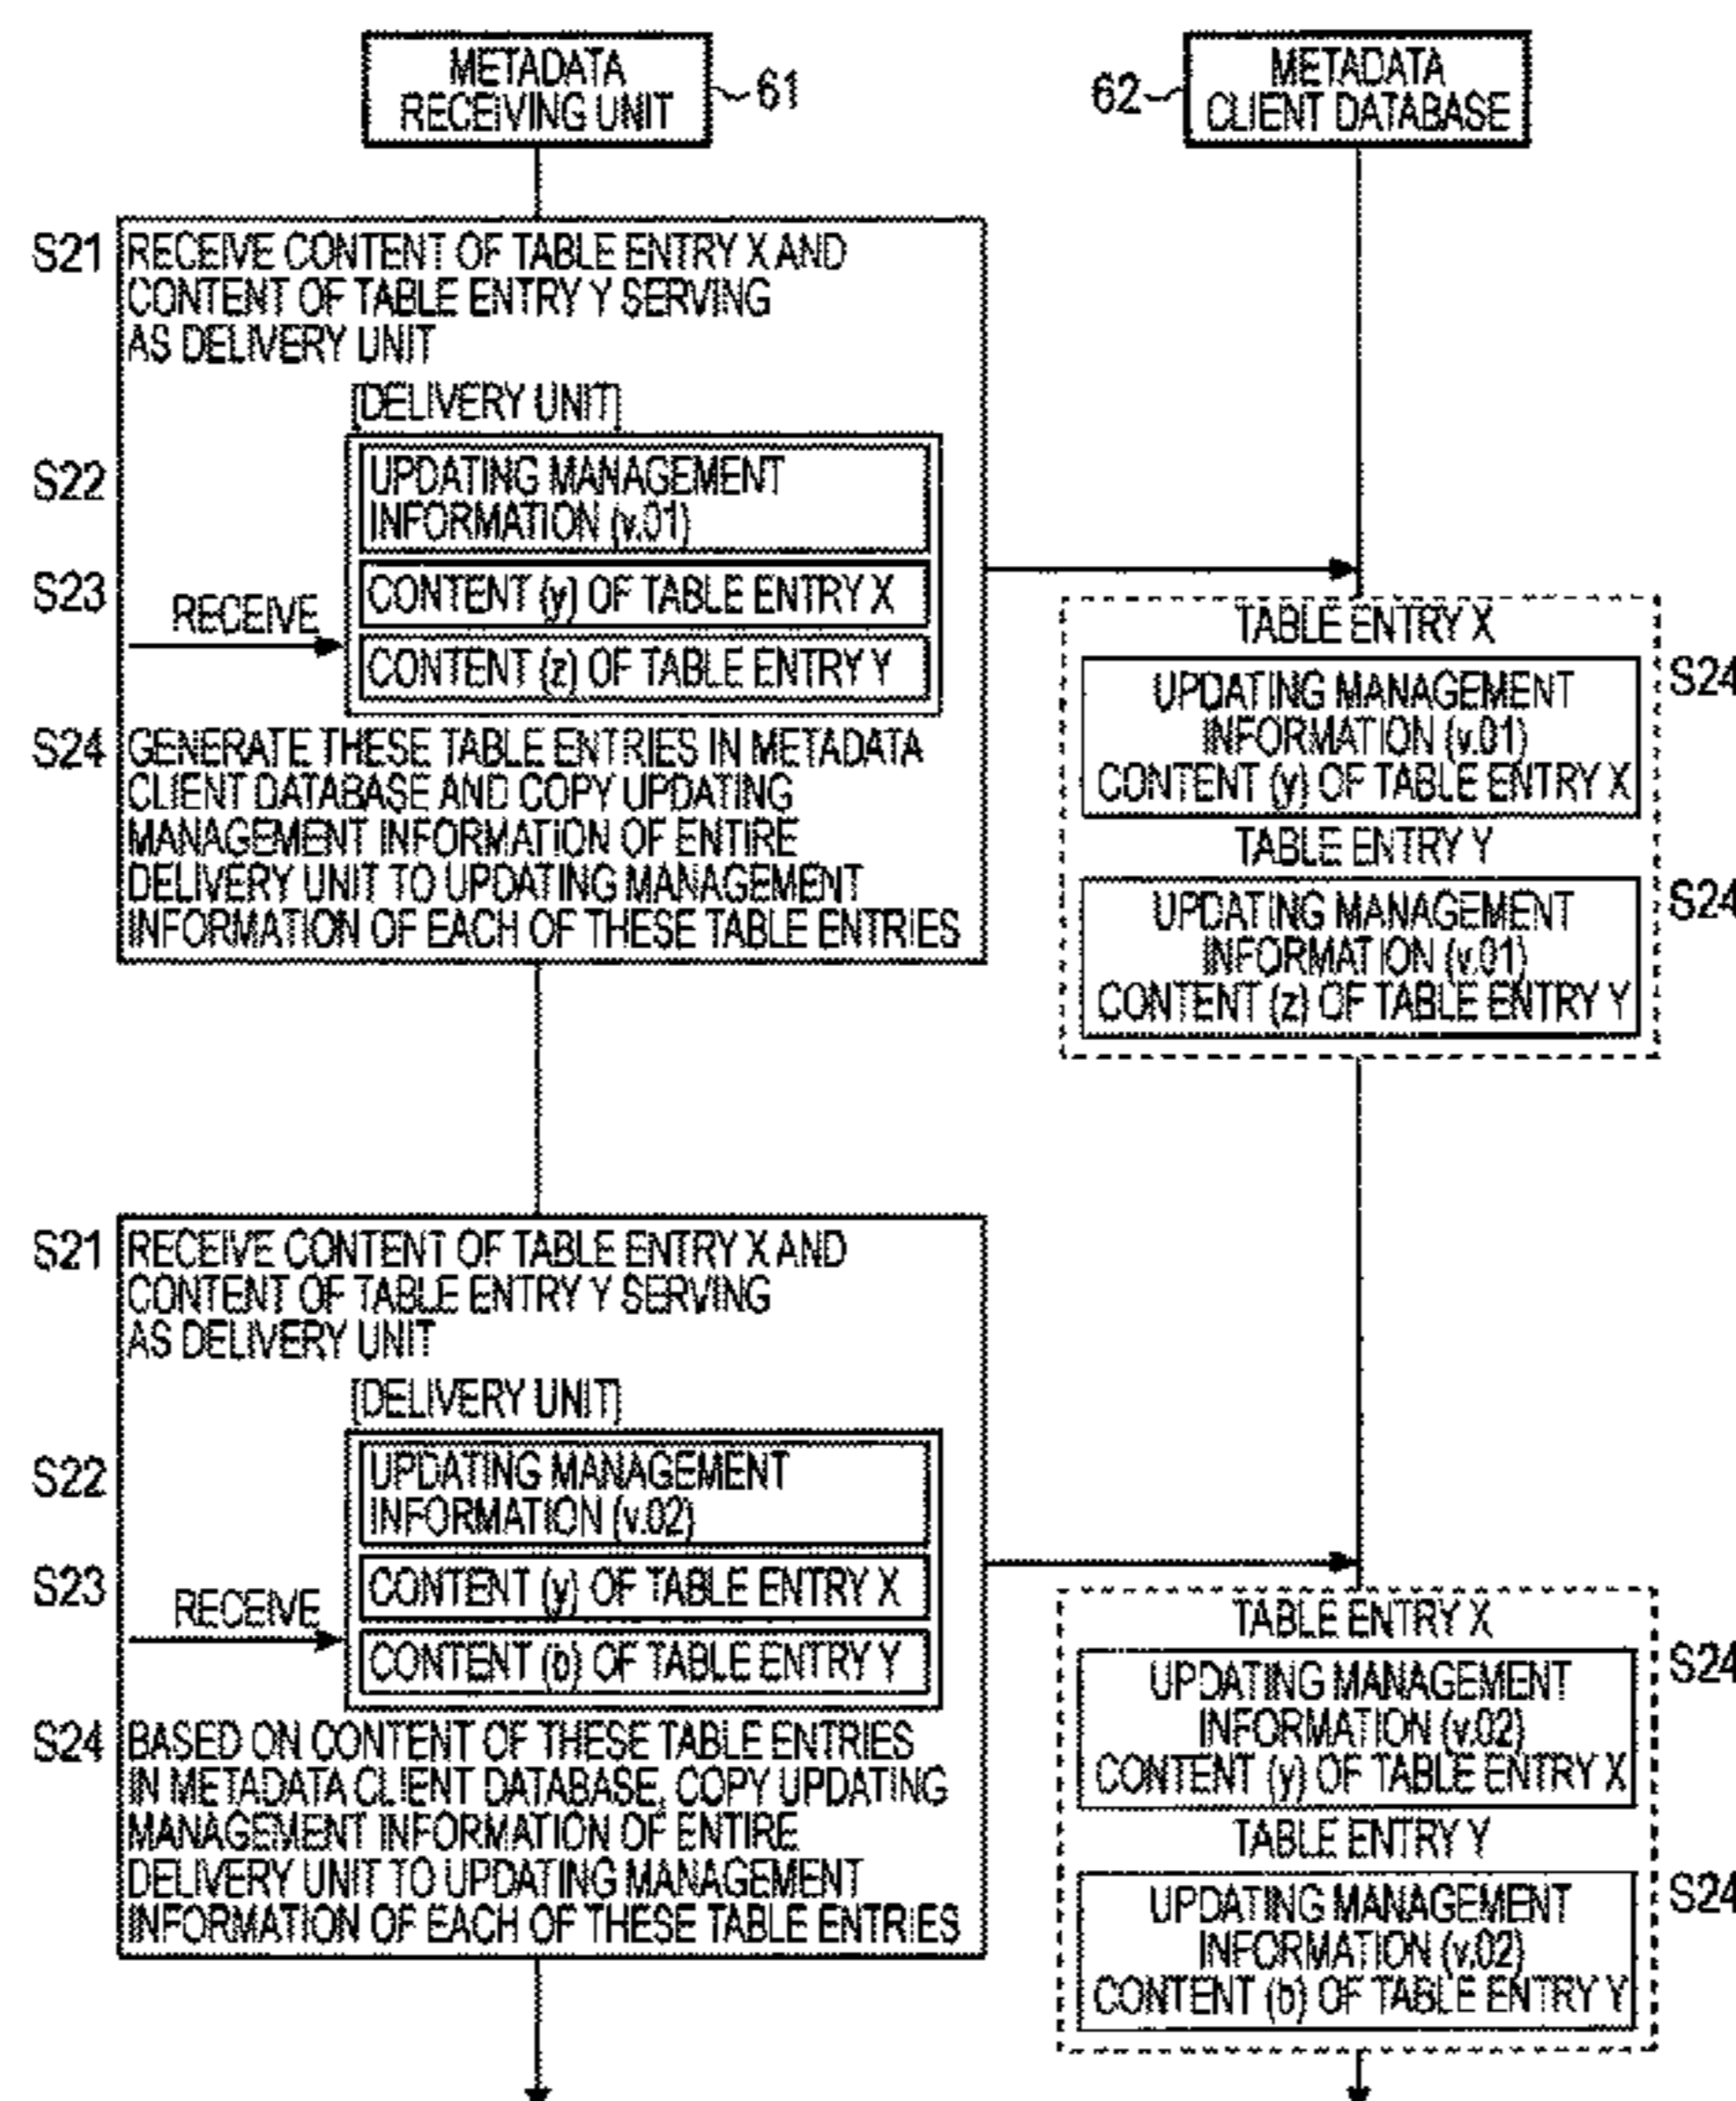 METADATA
RECEIVING UNIT
61
62
METADATA
CLIENT DATABASE
S21
RECEIVE CONTENT OF TABLE ENTRY X AND
CONTENT OF TABLE ENTRY Y SERVING
AS DELIVERY UNIT
[DELIVERY UNIT]
S22
UPDATING MANAGEMENT
INFORMATION (v.01)
S23
RECEIVE
CONTENT (y) OF TABLE ENTRY X
CONTENT (z) OF TABLE ENTRY Y
S24
GENERATE THESE TABLE ENTRIES IN METADATA
CLIENT DATABASE AND COPY UPDATING
MANAGEMENT INFORMATION OF ENTIRE
DELIVERY UNIT TO UPDATING MANAGEMENT
INFORMATION OF EACH OF THESE TABLE ENTRIES
TABLE ENTRY X
UPDATING MANAGEMENT
INFORMATION (v.01)
CONTENT (y) OF TABLE ENTRY X
S24
TABLE ENTRY Y
UPDATING MANAGEMENT
INFORMATION (v.01)
CONTENT (z) OF TABLE ENTRY Y
S24
S21
RECEIVE CONTENT OF TABLE ENTRY X AND
CONTENT OF TABLE ENTRY Y SERVING
AS DELIVERY UNIT
[DELIVERY UNIT]
S22
UPDATING MANAGEMENT
INFORMATION (v.02)
S23
RECEIVE
CONTENT (y) OF TABLE ENTRY X
CONTENT (b) OF TABLE ENTRY Y
S24
BASED ON CONTENT OF THESE TABLE ENTRIES
IN METADATA CLIENT DATABASE, COPY UPDATING
MANAGEMENT INFORMATION OF ENTIRE
DELIVERY UNIT TO UPDATING MANAGEMENT
INFORMATION OF EACH OF THESE TABLE ENTRIES
TABLE ENTRY X
UPDATING MANAGEMENT
INFORMATION (v.02)
CONTENT (y) OF TABLE ENTRY X
S24
TABLE ENTRY Y
UPDATING MANAGEMENT
INFORMATION (v.02)
CONTENT (b) OF TABLE ENTRY Y
S24